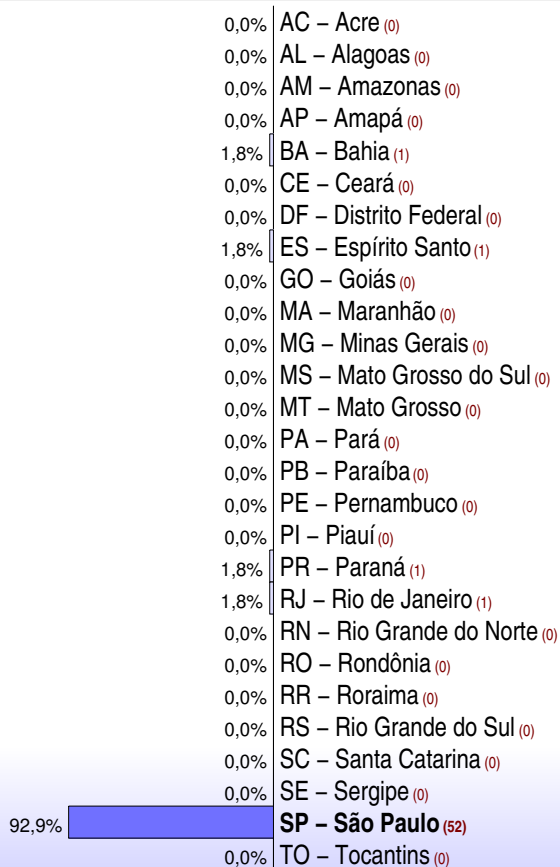 0,0% AC – Acre (0)
0,0% AL – Alagoas (0)
0,0% AM – Amazonas (0)
0,0% AP – Amapá (0)
1,8% BA – Bahia (1)
0,0% CE – Ceará (0)
0,0% DF – Distrito Federal (0)
1,8% ES – Espírito Santo (1)
0,0% GO – Goiás (0)
0,0% MA – Maranhão (0)
0,0% MG – Minas Gerais (0)
0,0% MS – Mato Grosso do Sul (0)
0,0% MT – Mato Grosso (0)
0,0% PA – Pará (0)
0,0% PB – Paraíba (0)
0,0% PE – Pernambuco (0)
0,0% PI – Piauí (0)
1,8% PR – Paraná (1)
1,8% RJ – Rio de Janeiro (1)
0,0% RN – Rio Grande do Norte (0)
0,0% RO – Rondônia (0)
0,0% RR – Roraima (0)
0,0% RS – Rio Grande do Sul (0)
0,0% SC – Santa Catarina (0)
0,0% SE – Sergipe (0)
92,9% SP – São Paulo (52)
0,0% TO – Tocantins (0)